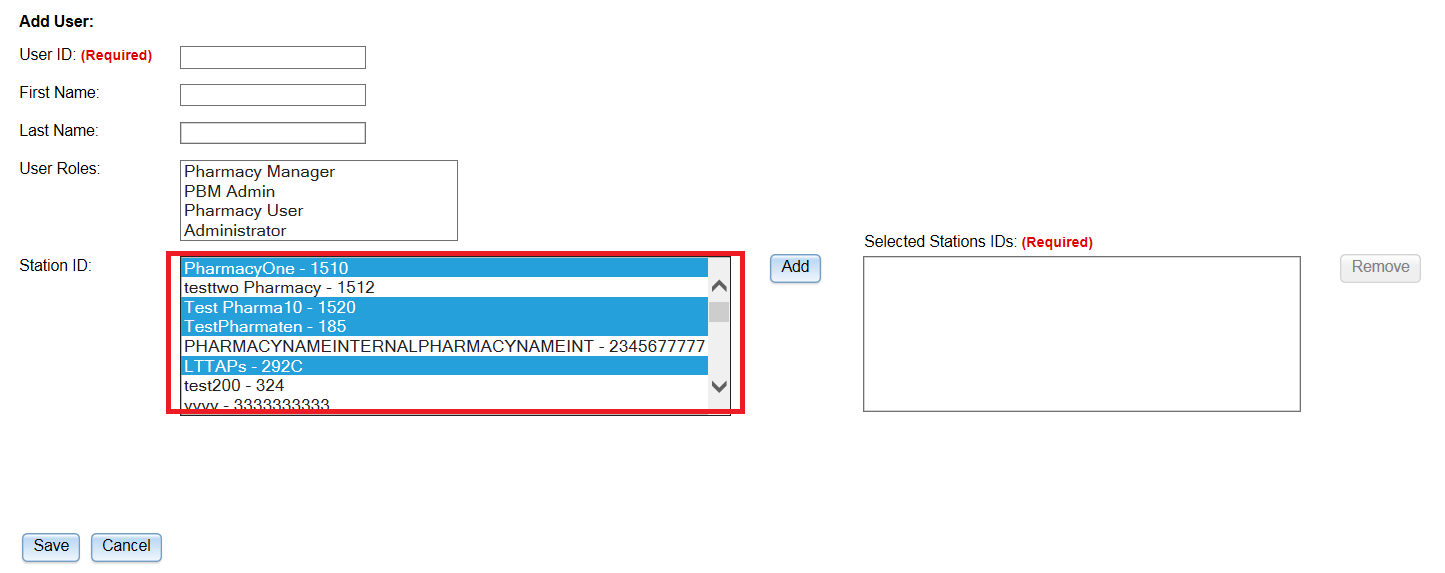 Add User:
User ID: (Required)
First Name:
Last Name:
User Roles:
Pharmacy Manager
PBM Admin
Pharmacy User
Administrator
Station ID:
PharmacyOne - 1510
testtwo Pharmacy - 1512
Test Pharma10 - 1520
TestPharmaten - 185
PHARMACYNAMEINTERNALPHARMACYNAMEINT - 2345677777
LTTAPs - 292C
test200 - 324
- 3333333333
Add
Selected Stations IDs: (Required)
Remove
Save Cancel